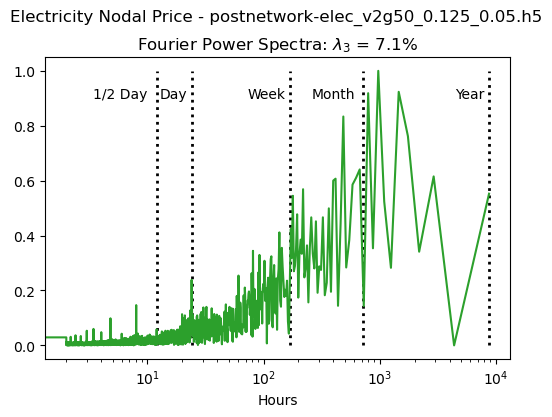 Electricity Nodal Price - postnetwork-elec_v2g50_0.125_0.05.h5
Fourier Power Spectra: λ₃ = 7.1%
1.0
0.8
0.6
0.4
0.2
0.0
1/2 Day
Day
Week
Month
Year
10¹
10²
10³
10⁴
Hours